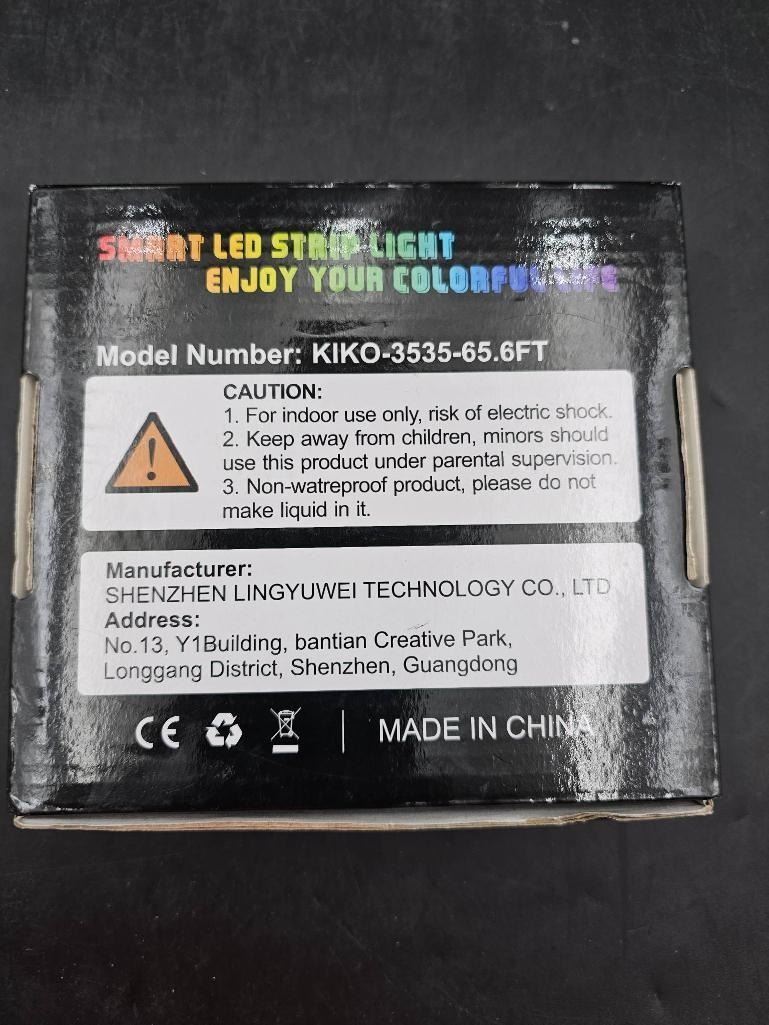 SMART LED STRIP LIGHT
ENJOY YOUR COLORFUL LIFE
Model Number: KIKO-3535-65.6FT
CAUTION:
1. For indoor use only, risk of electric shock.
2. Keep away from children, minors should
use this product under parental supervision.
3. Non-watreproof product, please do not
make liquid in it.
Manufacturer:
SHENZHEN LINGYUWEI TECHNOLOGY CO., LTD
Address:
No.13, Y1Building, bantian Creative Park,
Longgang District, Shenzhen, Guangdong
CE
MADE IN CHINA